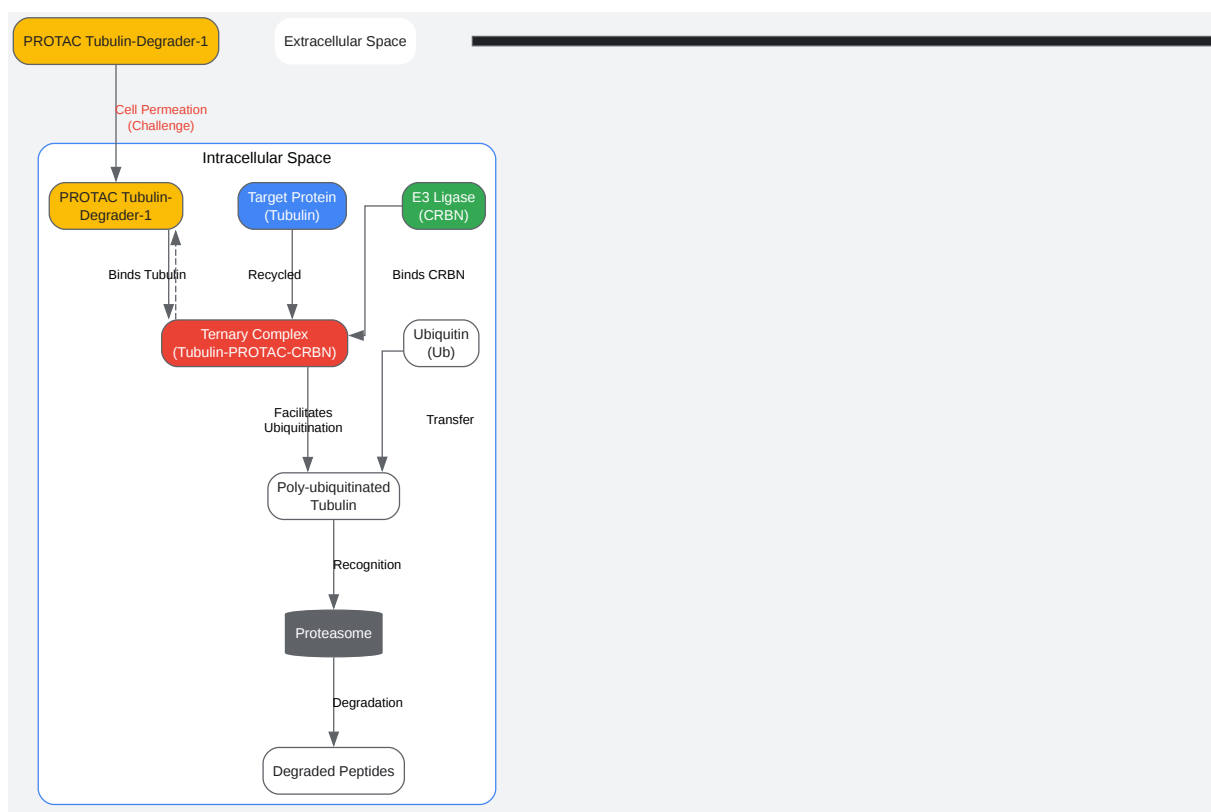 PROTAC Tubulin-Degrader-1
Extracellular Space
Cell Permeation
(Challenge)
Intracellular Space
PROTAC Tubulin-
Degrader-1
Target Protein
(Tubulin)
E3 Ligase
(CRBN)
Binds Tubulin
Recycled
Binds CRBN
Ternary Complex
(Tubulin-PROTAC-CRBN)
Ubiquitin
(Ub)
Facilitates
Ubiquitination
Transfer
Poly-ubiquitinated
Tubulin
Recognition
Proteasome
Degradation
Degraded Peptides